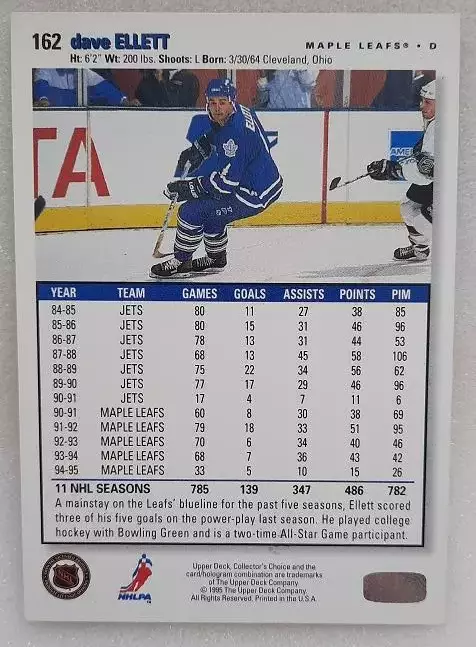 162 dave ELLETT MAPLE LEAFS® • D
Ht: 6'2" Wt: 200 lbs. Shoots: L Born: 3/30/64 Cleveland, Ohio
TA
AME
YEAR TEAM GAMES GOALS ASSISTS POINTS PIM
84-85 JETS 80 11 27 38 85
85-86 JETS 80 15 31 46 96
86-87 JETS 78 13 31 44 53
87-88 JETS 68 13 45 58 106
88-89 JETS 75 22 34 56 62
89-90 JETS 77 17 29 46 96
90-91 JETS 17 4 7 11 6
90-91 MAPLE LEAFS 60 8 30 38 69
91-92 MAPLE LEAFS 79 18 33 51 95
92-93 MAPLE LEAFS 70 6 34 40 46
93-94 MAPLE LEAFS 68 7 36 43 42
94-95 MAPLE LEAFS 33 5 10 15 26
11 NHL SEASONS 785 139 347 486 782
A mainstay on the Leafs' blueline for the past five seasons, Ellett scored
three of his five goals on the power-play last season. He played college
hockey with Bowling Green and is a two-time All-Star Game participant.
NHL
NHLPA
Upper Deck, Collector's Choice and the
card/hologram combination are trademarks
of The Upper Deck Company.
© 1995 The Upper Deck Company.
All Rights Reserved. Printed in the U.S.A.